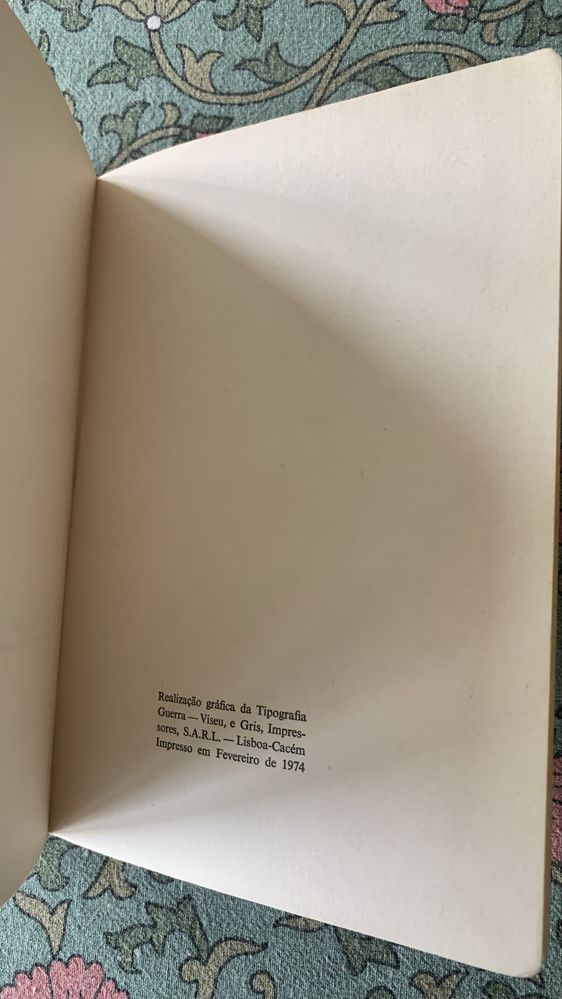 Realização gráfica da Tipografia
Guerra — Viseu, e Gris, Impres-
sores, S.A.R.L. — Lisboa-Cacém
Impresso em Fevereiro de 1974